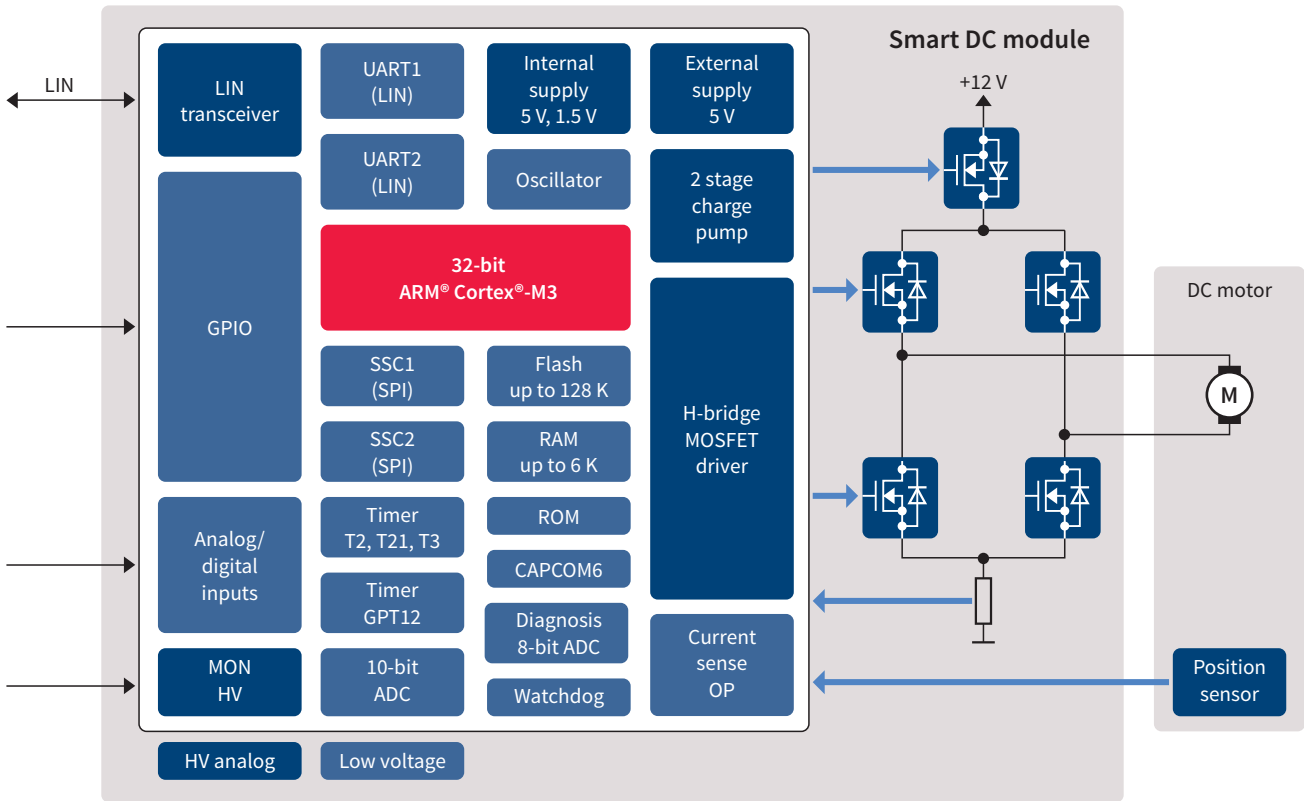 Smart DC module
LIN
LIN
transceiver
GPIO
Analog/
digital
inputs
MON
HV
UART1
(LIN)
UART2
(LIN)
Internal
supply
5 V, 1.5 V
Oscillator
External
supply
5 V
2 stage
charge
pump
32-bit
ARM® Cortex®-M3
SSC1
(SPI)
SSC2
(SPI)
Timer
T2, T21, T3
Timer
GPT12
10-bit
ADC
Flash
up to 128 K
RAM
up to 6 K
ROM
CAPCOM6
Diagnosis
8-bit ADC
Watchdog
H-bridge
MOSFET
driver
Current
sense
OP
+12 V
DC motor
M
Position
sensor
HV analog
Low voltage